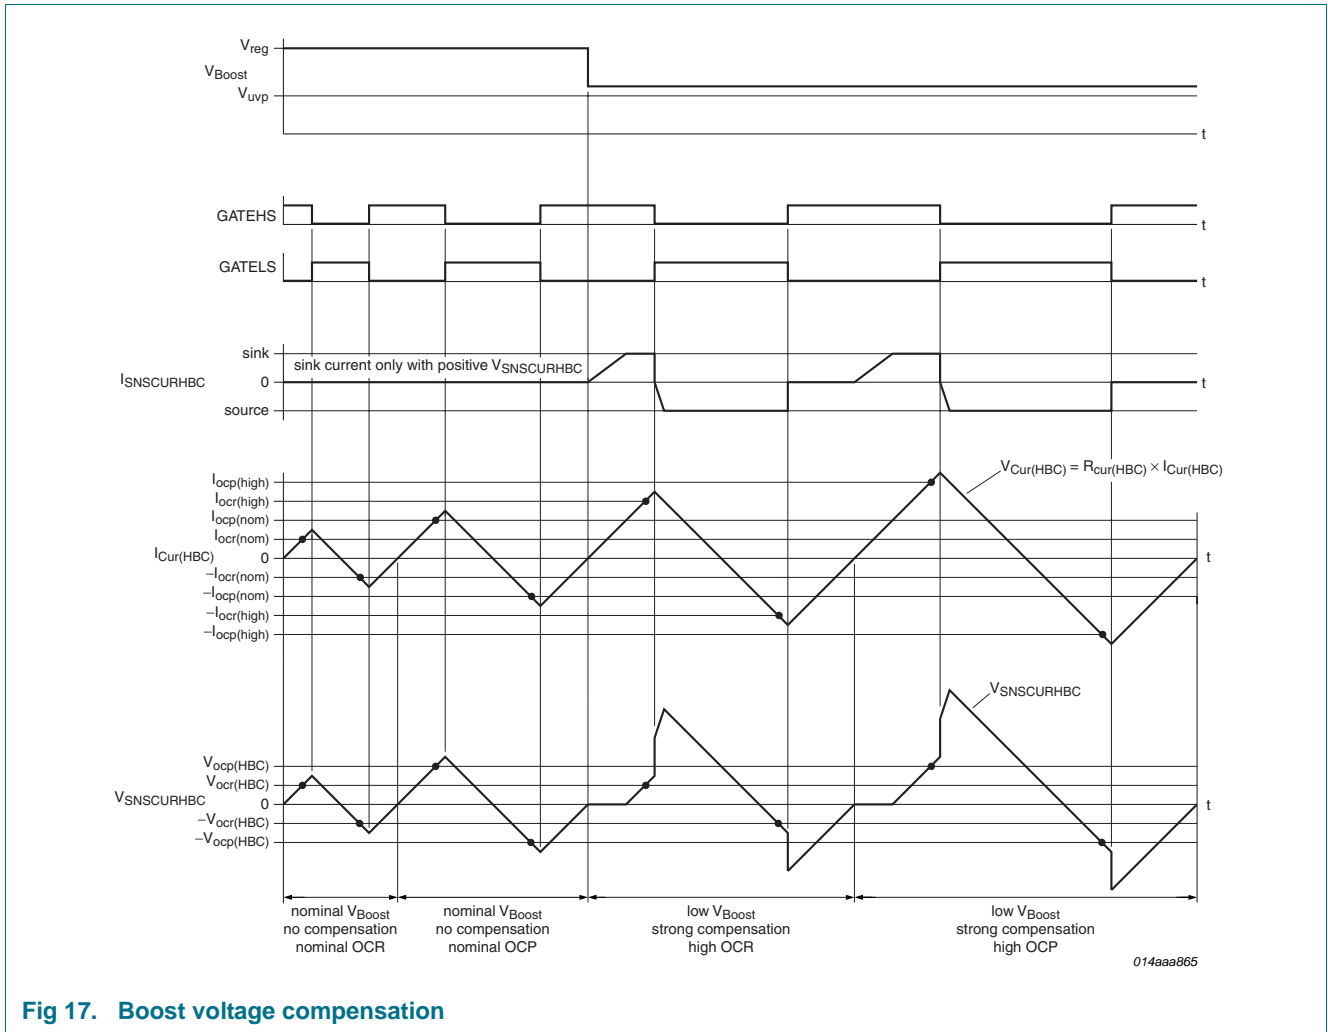 Vreg
VBoost
Vuvp
t
GATEHS
t
GATELS
t
sink
sink current only with positive VSNSCURHBC
ISNSCURHBC
0
t
source
VCur(HBC) = Rcur(HBC) × ICur(HBC)
Iocp(high)
Iocr(high)
Iocp(nom)
Iocr(nom)
ICur(HBC)
0
t
−Iocr(nom)
−Iocp(nom)
−Iocr(high)
−Iocp(high)
VSNSCURHBC
Vocp(HBC)
Vocr(HBC)
VSNSCURHBC
0
t
−Vocr(HBC)
−Vocp(HBC)
nominal VBoost
no compensation
nominal OCR
nominal VBoost
no compensation
nominal OCP
low VBoost
strong compensation
high OCR
low VBoost
strong compensation
high OCP
014aaa865
Fig 17. Boost voltage compensation